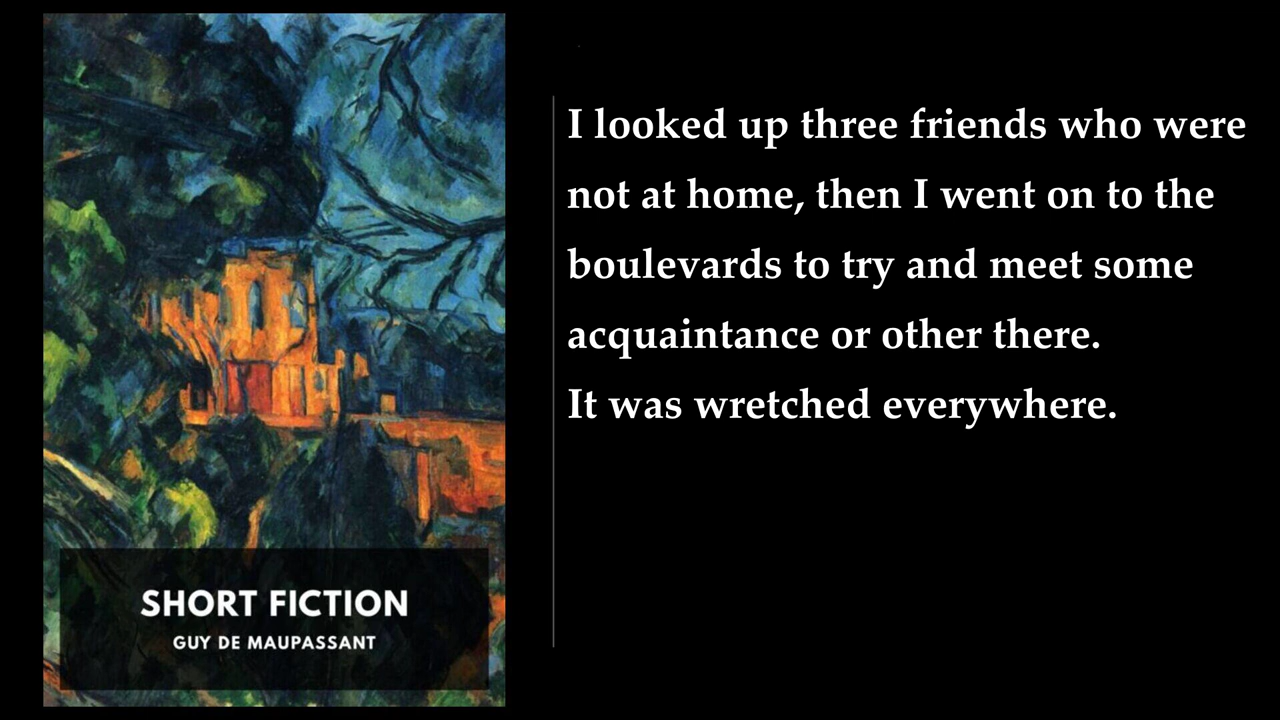 I looked up three friends who were
not at home, then I went on to the
boulevards to try and meet some
acquaintance or other there.
It was wretched everywhere.
SHORT FICTION
GUY DE MAUPASSANT